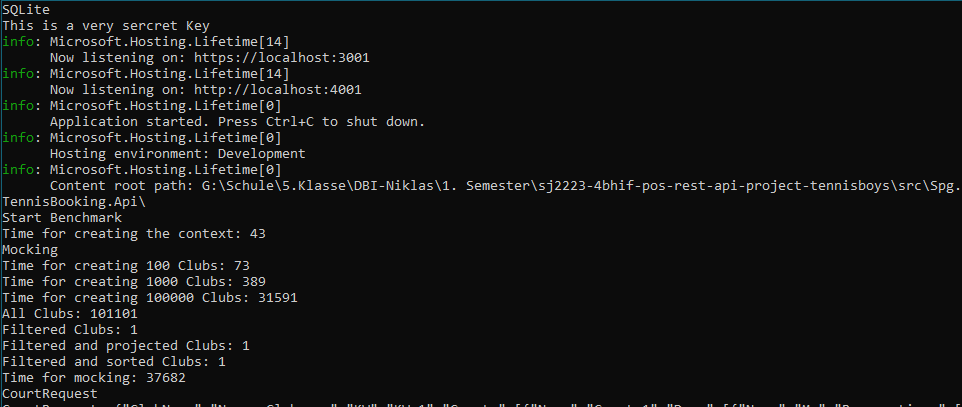 SQLite
This is a very sercret Key
info: Microsoft.Hosting.Lifetime[14]
Now listening on: https://localhost:3001
info: Microsoft.Hosting.Lifetime[14]
Now listening on: http://localhost:4001
info: Microsoft.Hosting.Lifetime[0]
Application started. Press Ctrl+C to shut down.
info: Microsoft.Hosting.Lifetime[0]
Hosting environment: Development
info: Microsoft.Hosting.Lifetime[0]
Content root path: G:\Schule\5.Klasse\DBI-Niklas\1. Semester\sj2223-4bhif-pos-rest-api-project-tennisboys\src\Spg.
TennisBooking.Api\
Start Benchmark
Time for creating the context: 43
Mocking
Time for creating 100 Clubs: 73
Time for creating 1000 Clubs: 389
Time for creating 100000 Clubs: 31591
All Clubs: 101101
Filtered Clubs: 1
Filtered and projected Clubs: 1
Filtered and sorted Clubs: 1
Time for mocking: 37682
CourtRequest